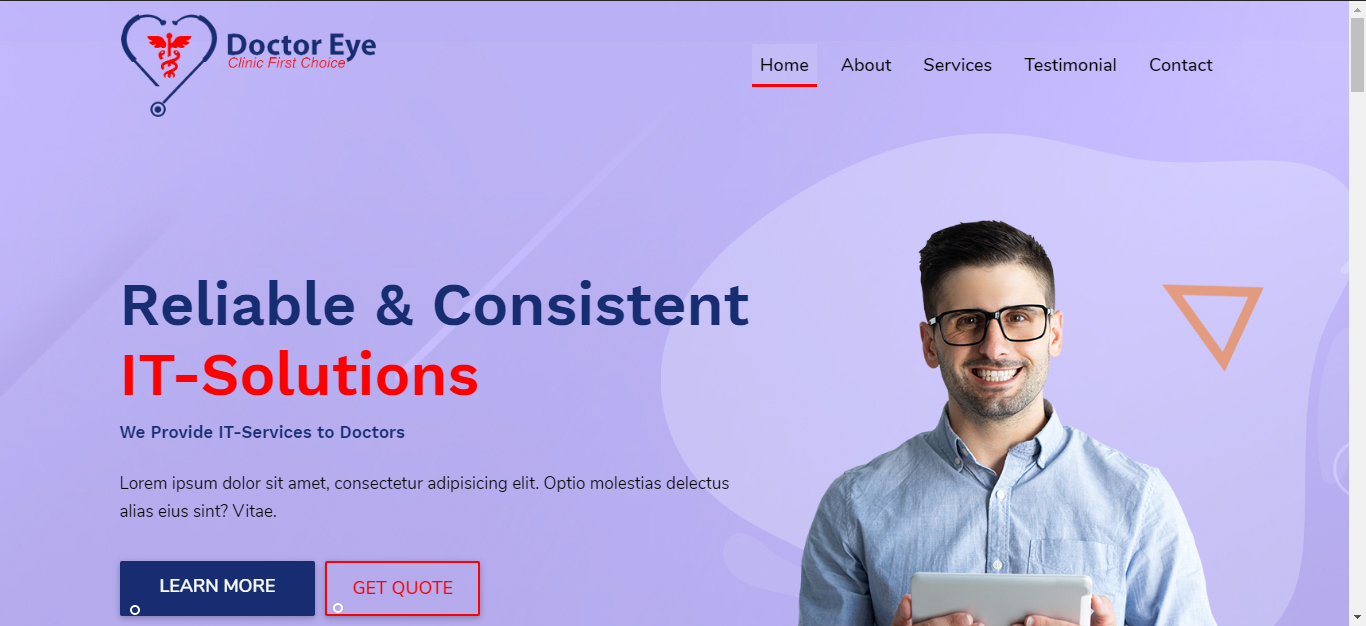 Doctor Eye
Clinic First Choice
Home About Services Testimonial Contact
Reliable & Consistent
IT-Solutions
We Provide IT-Services to Doctors
Lorem ipsum dolor sit amet, consectetur adipisicing elit. Optio molestias delectus
alias eius sint? Vitae.
LEARN MORE GET QUOTE